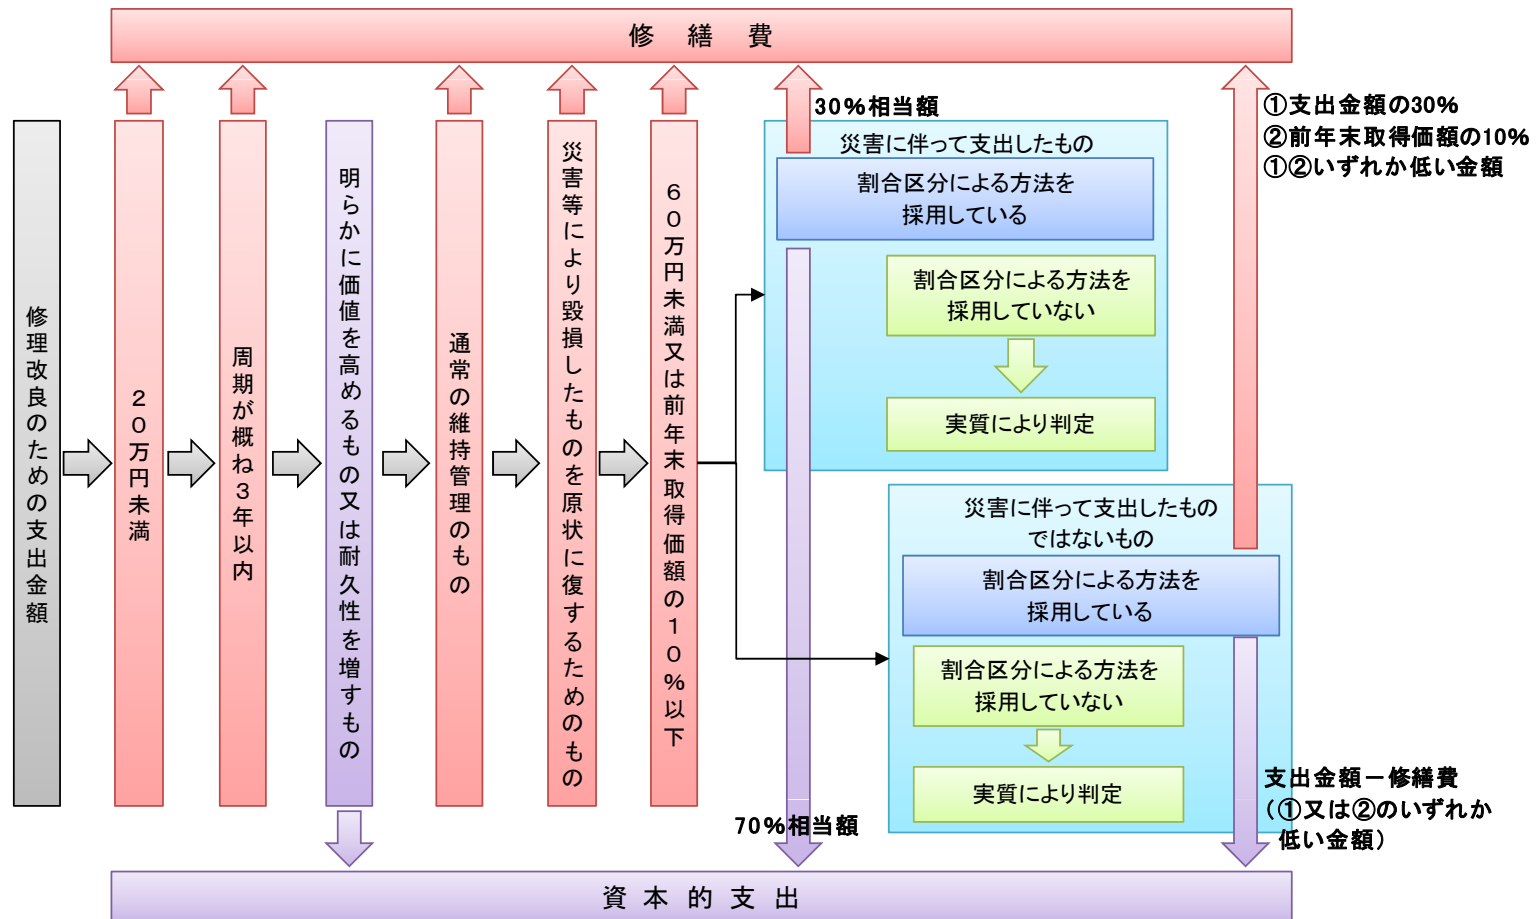 修繕費
30%相当額
①支出金額の30%
②前年末取得価額の10%
①②いずれか低い金額
修理改良のための支出金額
２０万円未満
周期が概ね３年以内
明らかに価値を高めるもの又は耐久性を増すもの
通常の維持管理のもの
災害等により毀損したものを原状に復するためのもの
６０万円未満又は前年末取得価額の１０％以下
災害に伴って支出したもの
割合区分による方法を
採用している
割合区分による方法を
採用していない
実質により判定
災害に伴って支出したもの
ではないもの
割合区分による方法を
採用している
割合区分による方法を
採用していない
実質により判定
70%相当額
支出金額－修繕費
（①又は②のいずれか
低い金額）
資本的支出